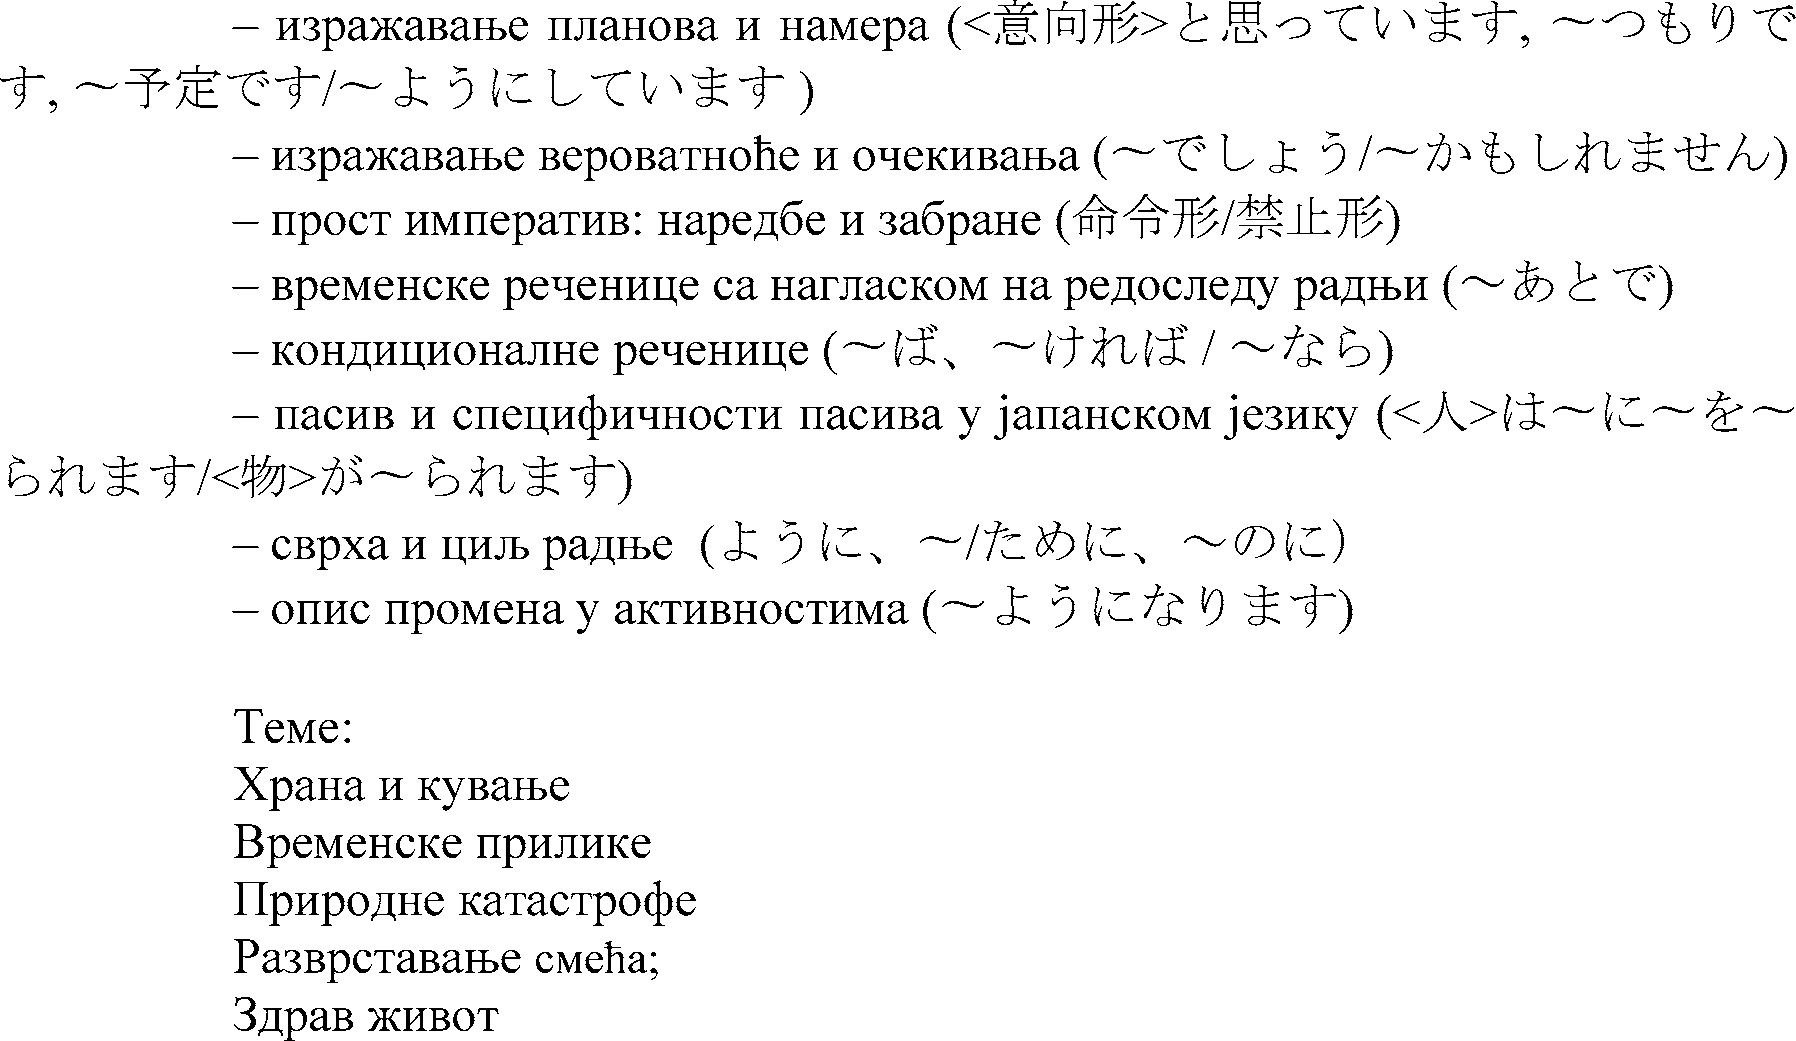 – изражавање планова и намера (<意向形>と思っています, ～つもりで
す, ～予定です/～ようにしています )
– изражавање вероватноће и очекивања (～でしょう/～かもしれません)
– прост императив: наредбе и забране (命令形/禁止形)
– временске реченице са нагласком на редоследу радњи (～あとで)
– кондиционалне реченице (～ば、～ければ / ～なら)
– пасив и специфичности пасива у јапанском језику (<人>は～に～を～
られます/<物>が～られます)
– сврха и циљ радње (ように、～/ために、～のに）
– опис промена у активностима (～ようになります)
Теме:
Храна и кување
Временске прилике
Природне катастрофе
Разврставање смећа;
Здрав живот